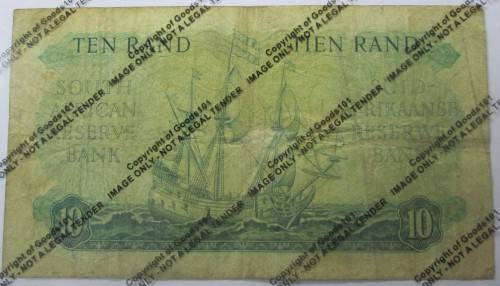 TEN RAND TIEN RAND
SOUTH AFRICAN RESERVE BANK
SUID-AFRIKAANSE RESERWE BANK
10 10
Copyright of Goods101
IMAGE ONLY - NOT A LEGAL TENDER